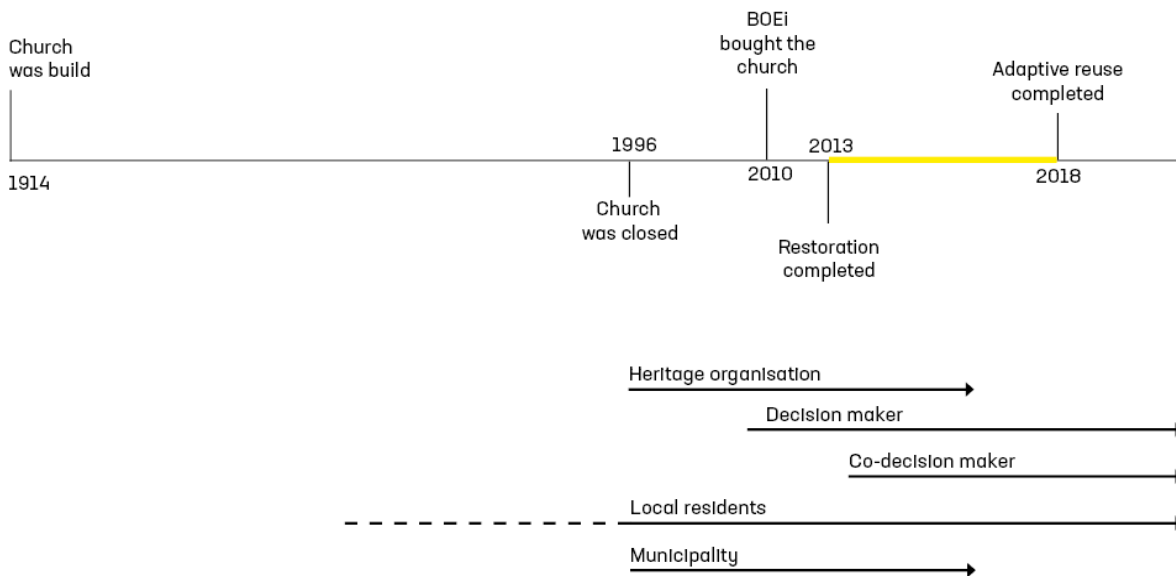 Church
was build
1914
1996
Church
was closed
BOEi
bought the
church
2010
2013
Restoration
completed
Adaptive reuse
completed
2018
Heritage organisation
Decision maker
Co-decision maker
Local residents
Municipality